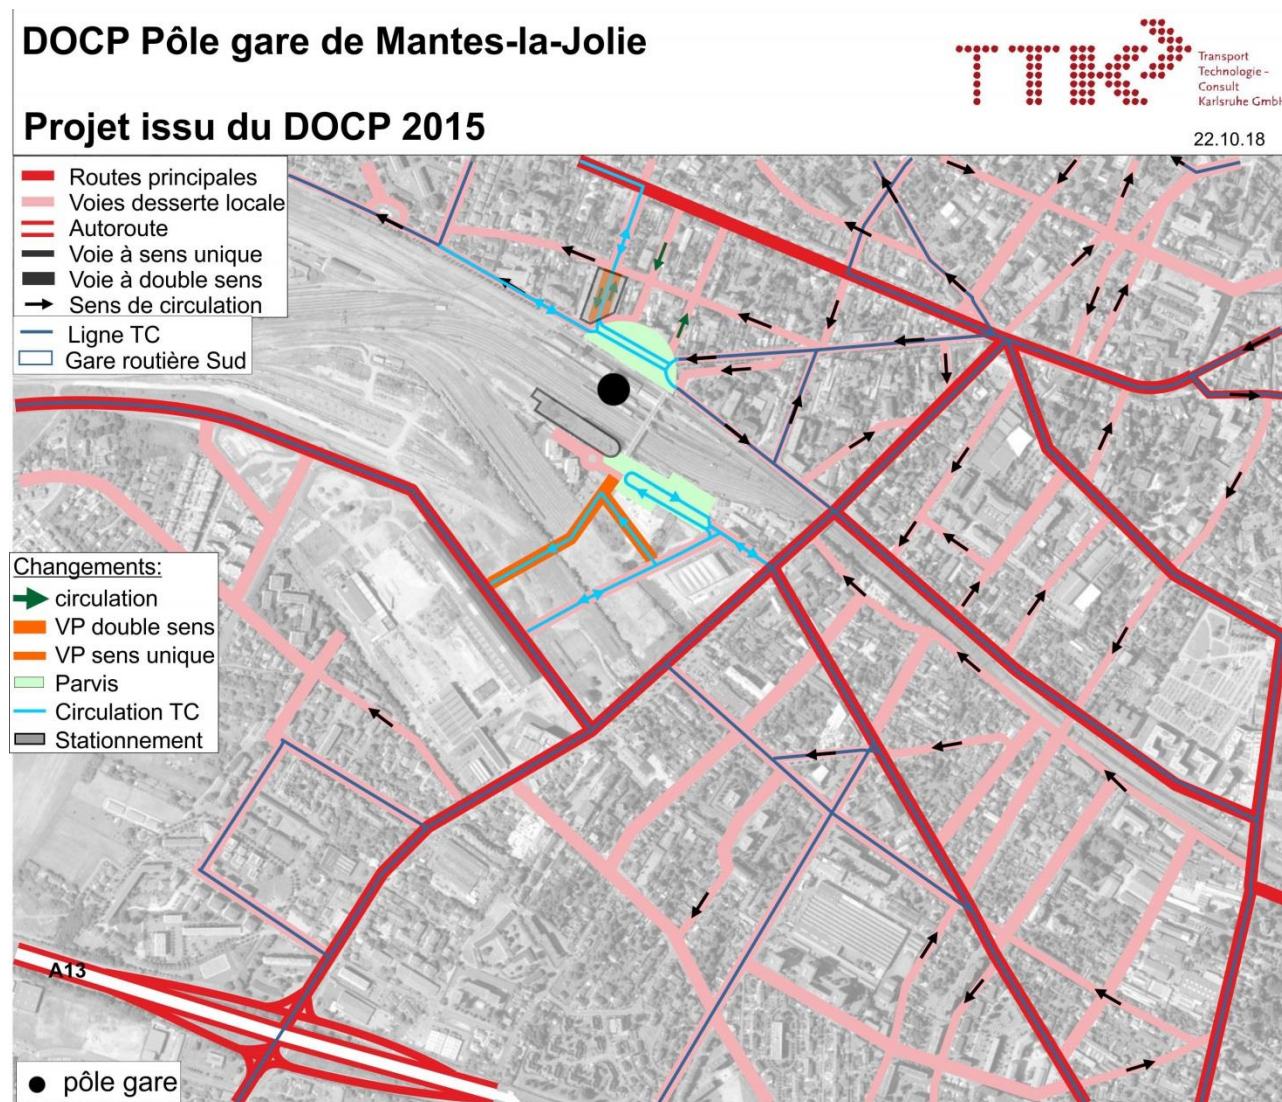 DOCP Pôle gare de Mantes-la-Jolie
TTK
Transport
Technologie -
Consult
Karlsruhe GmbH
Projet issu du DOCP 2015
22.10.18
Routes principales
Voies desserte locale
Autoroute
Voie à sens unique
Voie à double sens
Sens de circulation
Ligne TC
Gare routière Sud
Changements:
circulation
VP double sens
VP sens unique
Parvis
Circulation TC
Stationnement
A13
pôle gare